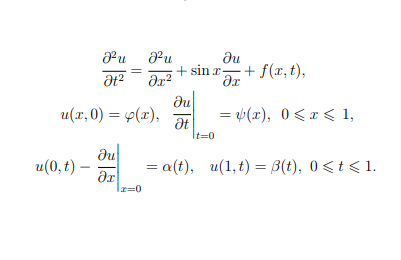 ∂²u/∂t² = ∂²u/∂x² + sin x ∂u/∂x + f(x, t),
u(x, 0) = φ(x), ∂u/∂t|ₜ₌₀ = ψ(x), 0 ⩽ x ⩽ 1,
u(0, t) − ∂u/∂x|ₓ₌₀ = α(t), u(1, t) = β(t), 0 ⩽ t ⩽ 1.